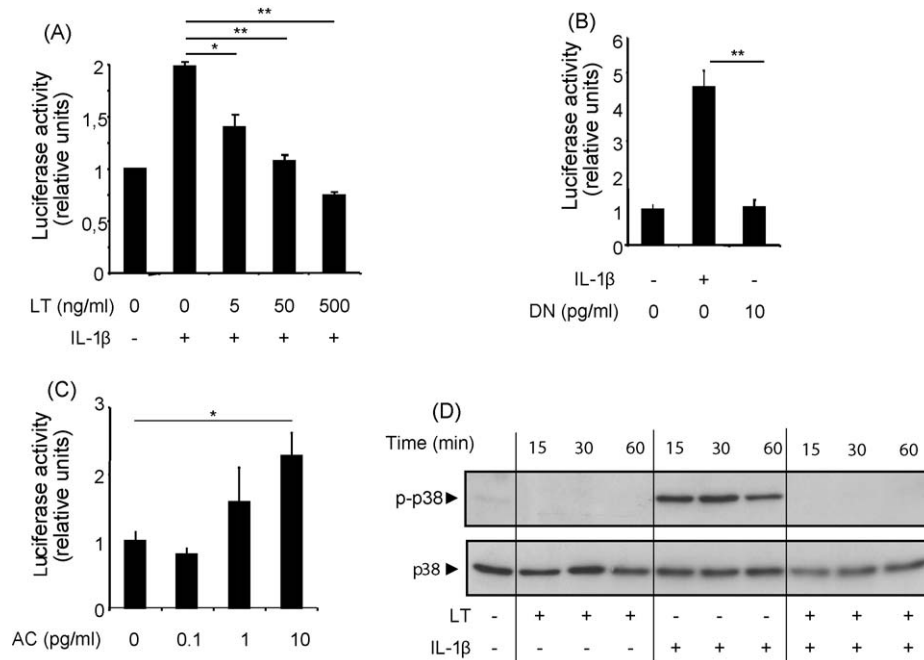 (A)
** 
**
*
Luciferase activity
(relative units)
2
1,5
1
0,5
0
LT (ng/ml) 0 0 5 50 500
IL-1β - + + + +
(B)
**
Luciferase activity
(relative units)
6
5
4
2
1
0
IL-1β - + -
DN (pg/ml) 0 0 10
(C)
*
Luciferase activity
(relative units)
3
2
1
0
AC (pg/ml) 0 0.1 1 10
(D)
Time (min) 15 30 60 15 30 60 15 30 60
p-p38
p38
LT - + + + - - - + + +
IL-1β - - - - + + + + + +